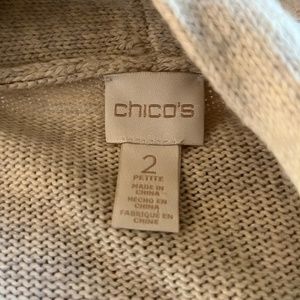 chico's
2
PETITE
MADE IN
CHINA
HECHO EN
CHINA
FABRIQUÉ EN
CHINE